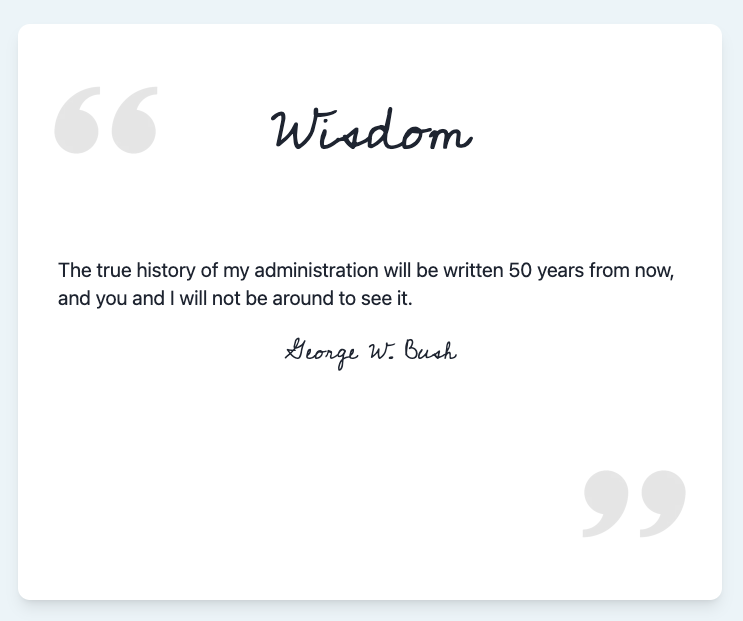 “
Wisdom
The true history of my administration will be written 50 years from now,
and you and I will not be around to see it.
George W. Bush
”